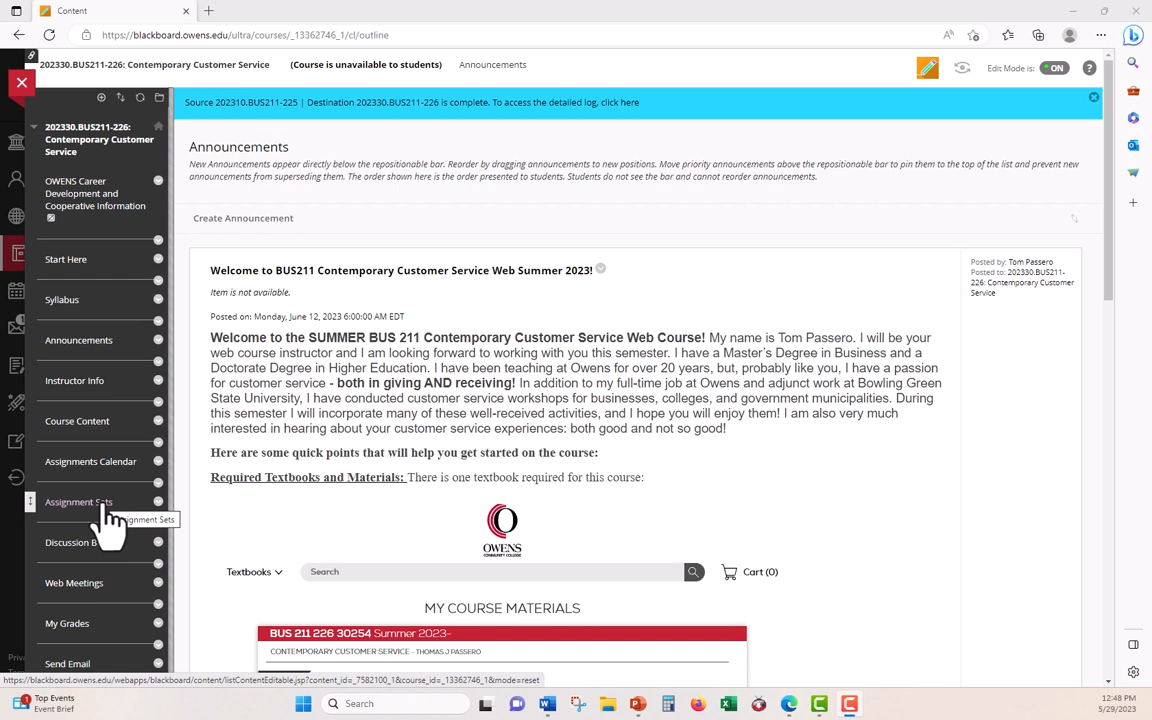 Content
https://blackboard.owens.edu/ultra/courses/_13362746_1/cl/outline
202330.BUS211-226: Contemporary Customer Service
(Course is unavailable to students)
Announcements
Edit Mode is:
ON
?
Source 202310.BUS211-225 | Destination 202330.BUS211-226 is complete. To access the detailed log, click here
202330.BUS211-226:
Contemporary Customer
Service
OWENS Career
Development and
Cooperative Information
Start Here
Syllabus
Announcements
Instructor Info
Course Content
Assignments Calendar
Assignment Sets
Discussion B
Web Meetings
My Grades
Send Email
Announcements
New Announcements appear directly below the repositionable bar. Reorder by dragging announcements to new positions. Move priority announcements above the repositionable bar to pin them to the top of the list and prevent new
announcements from superseding them. The order shown here is the order presented to students. Students do not see the bar and cannot reorder announcements.
Create Announcement
Welcome to BUS211 Contemporary Customer Service Web Summer 2023!
Item is not available.
Posted on: Monday, June 12, 2023 6:00:00 AM EDT
Posted by: Tom Passero
Posted to: 202330.BUS211-
226: Contemporary Customer
Service
Welcome to the SUMMER BUS 211 Contemporary Customer Service Web Course! My name is Tom Passero. I will be your
web course instructor and I am looking forward to working with you this semester. I have a Master's Degree in Business and a
Doctorate Degree in Higher Education. I have been teaching at Owens for over 20 years, but, probably like you, I have a passion
for customer service - both in giving AND receiving! In addition to my full-time job at Owens and adjunct work at Bowling Green
State University, I have conducted customer service workshops for businesses, colleges, and government municipalities. During
this semester I will incorporate many of these well-received activities, and I hope you will enjoy them! I am also very much
interested in hearing about your customer service experiences: both good and not so good!
Here are some quick points that will help you get started on the course:
Required Textbooks and Materials: There is one textbook required for this course:
OWENS
COMMUNITY COLLEGE
Textbooks
Search
Cart (0)
MY COURSE MATERIALS
BUS 211 226 30254 Summer 2023-
CONTEMPORARY CUSTOMER SERVICE - THOMAS J PASSERO
https://blackboard.owens.edu/webapps/blackboard/content/listContentEditable.jsp?content_id=_7582100_1&course_id=_13362746_1&mode=reset
Top Events
Event Brief
Search
12:48 PM
5/29/2023